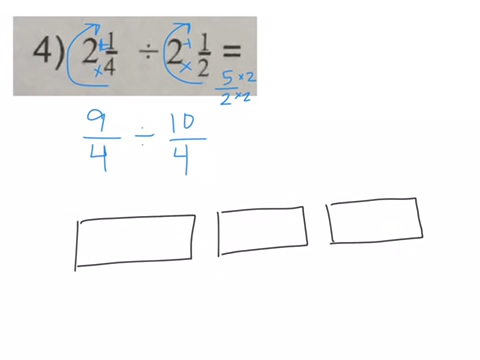 4) 2 1/4 ÷ 2 1/2 =
+ × + × 5/2 ×2 ×2
9/4 ÷ 10/4